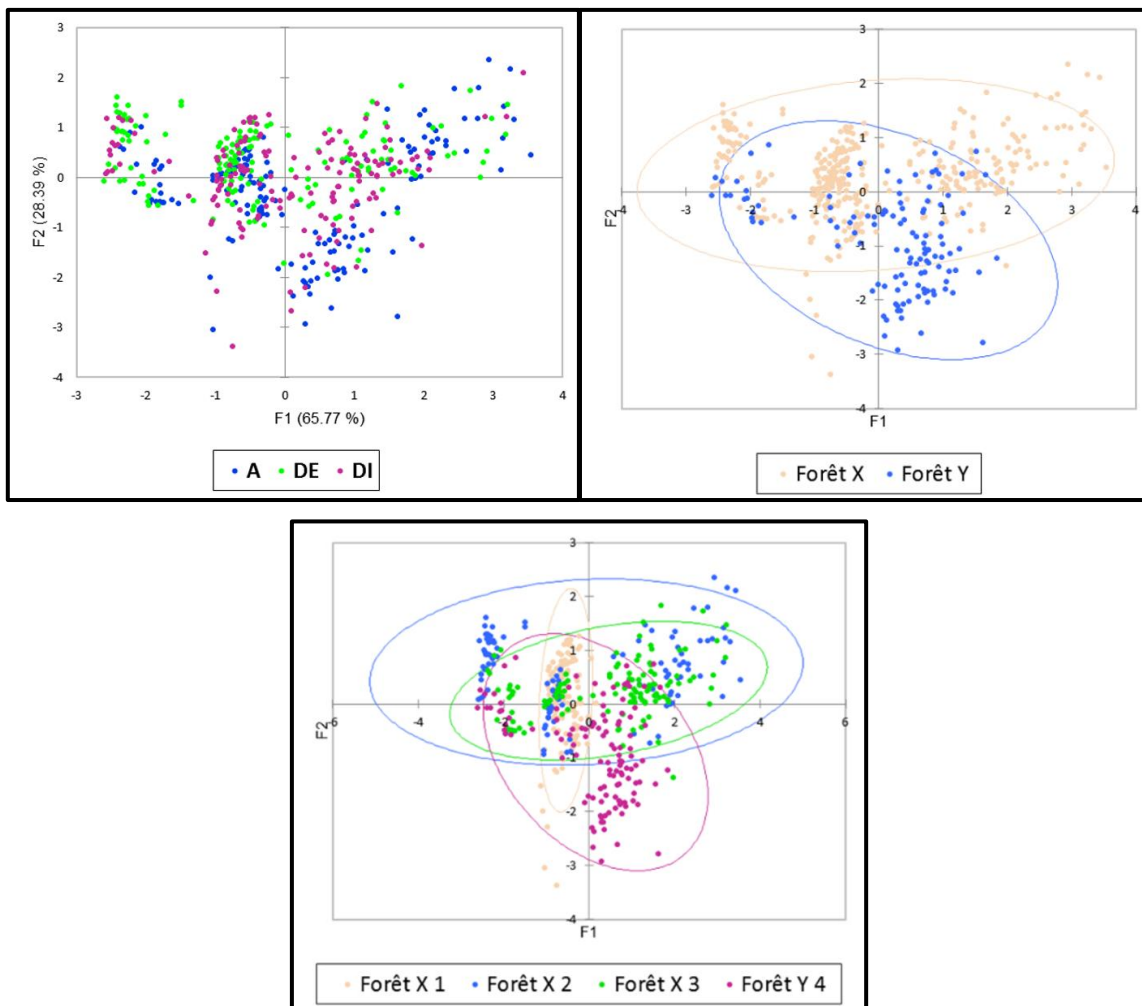 3
2
1
0
-1
-2
-3
-4
F2 (28.39 %)
-3 -2 -1 0 1 2 3 4
F1 (65.77 %)
A DE DI
3
2
1
0
-4 -3 -2 -1 0 1 2 3 4
F2
-1
-2
-3
-4
F1
Forêt X Forêt Y
3
2
1
0
-6 -4 -2 0 2 4 6
F2
-1
-2
-3
-4
F1
Forêt X 1 Forêt X 2 Forêt X 3 Forêt Y 4